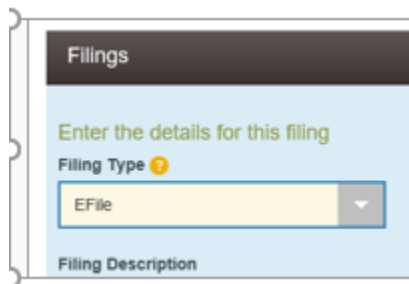 Filings
Enter the details for this filing
Filing Type ?
EFile
Filing Description